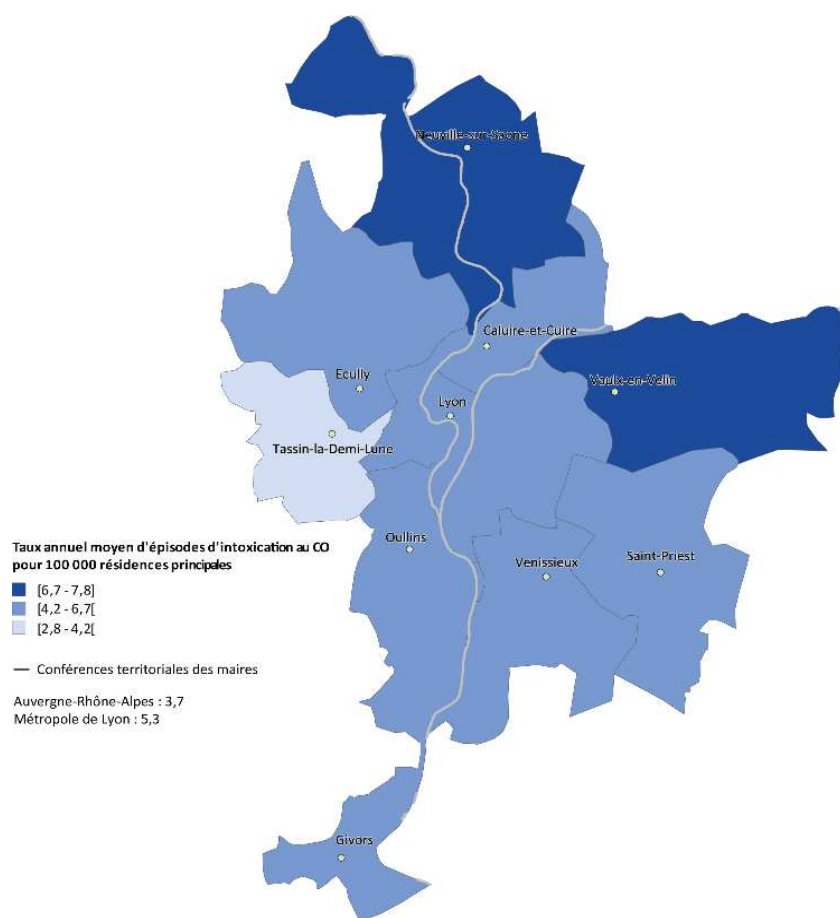 Neuville-sur-Saone
Caluire-et-Cuire
Vaulx-en-Velin
Ecully
Lyon
Tassin-la-Demi-Lune
Oullins
Venissieux
Saint-Priest
Givors
Taux annuel moyen d'épisodes d'intoxication au CO
pour 100 000 résidences principales
[6,7 - 7,8]
[4,2 - 6,7[
[2,8 - 4,2[
Conférences territoriales des maires
Auvergne-Rhône-Alpes : 3,7
Métropole de Lyon : 5,3